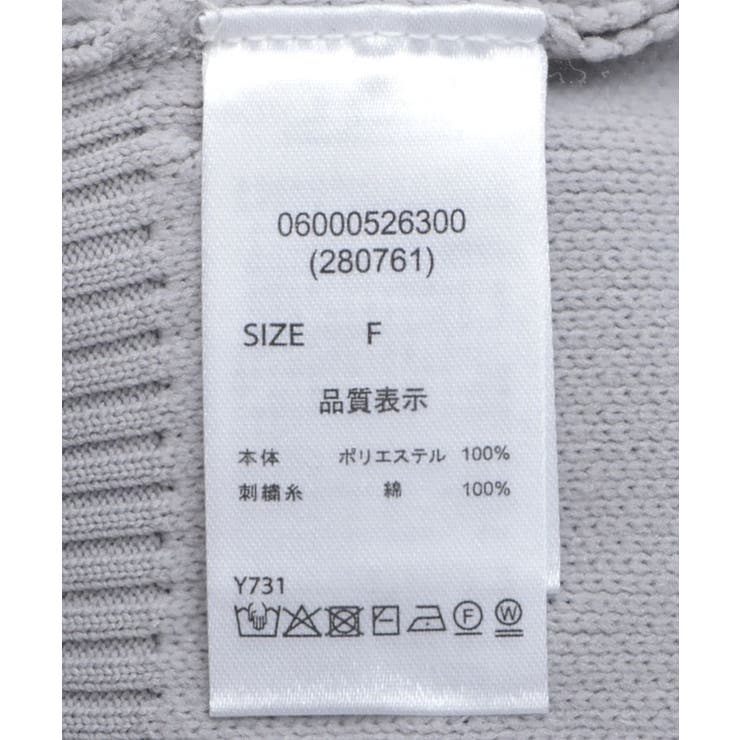 06000526300
(280761)
SIZE F
品質表示
本体 ポリエステル 100%
刺繍糸 綿 100%
Y731
F W